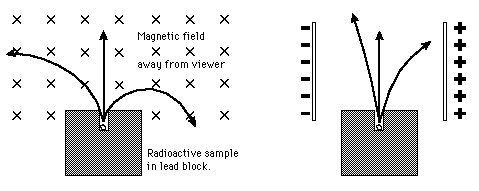 Magnetic field
away from viewer
Radioactive sample
in lead block.